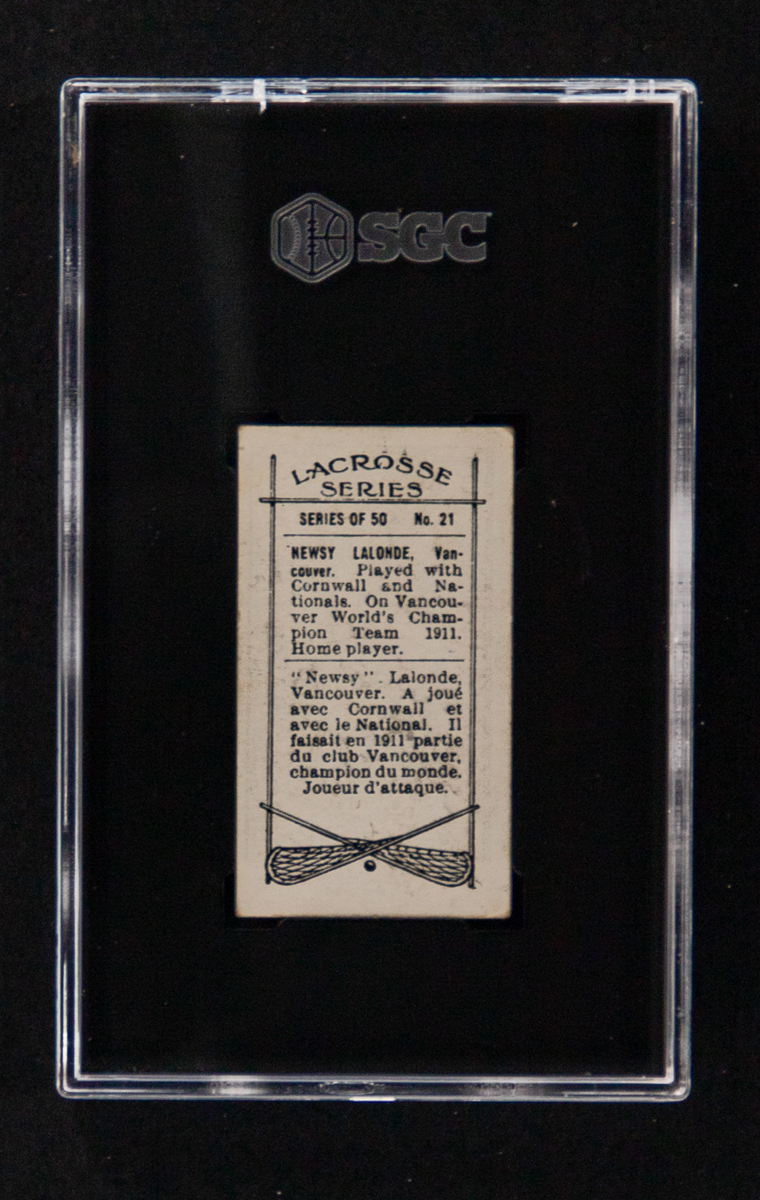 SGC
LACROSSE
SERIES
SERIES OF 50 No. 21
NEWSY LALONDE, Van-
couver. Played with
Cornwall and Na-
tionals. On Vancou-
ver World's Cham-
pion Team 1911.
Home player.
"Newsy". Lalonde,
Vancouver. A joué
avec Cornwall et
avec le National. Il
faisait en 1911 partie
du club Vancouver,
champion du monde.
Joueur d'attaque.